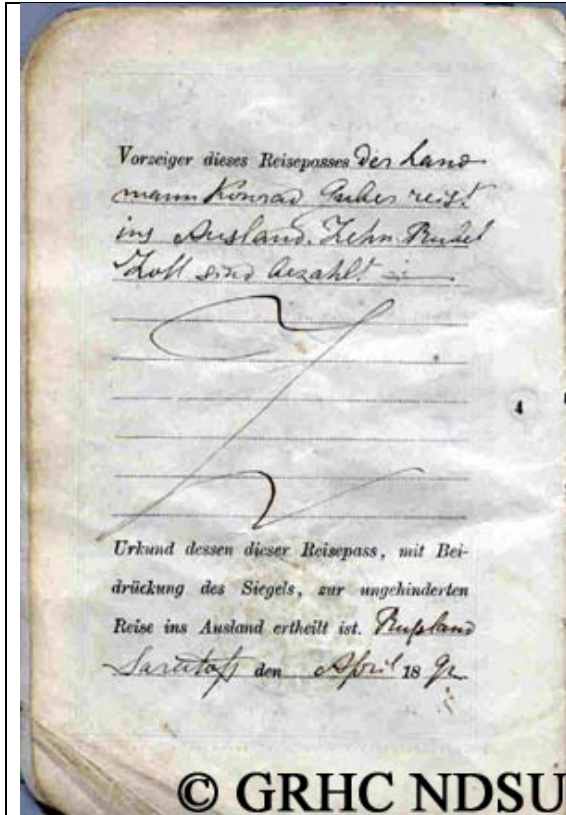 Vorzeiger dieses Reisepasses der Land
mann Konrad reist
ins Ausland. Zehn Rubel
Zoll sind bezahlt
4
Urkund dessen dieser Reisepass, mit Bei-
drückung des Siegels, zur ungehinderten
Reise ins Ausland ertheilt ist. Rußland
Saratoff den April 18 92
© GRHC NDSU